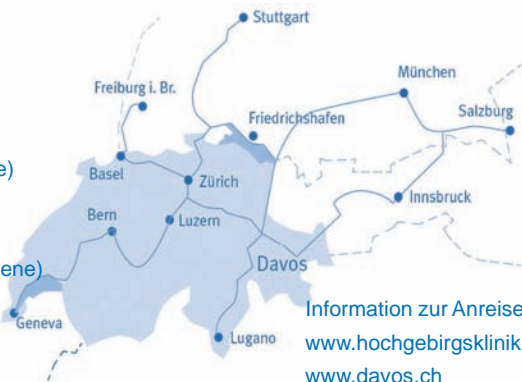 Stuttgart
München
Freiburg i. Br.
Salzburg
Friedrichshafen
e)
Basel
Zürich
Innsbruck
Bern
Luzern
Davos
ene)
Geneva
Information zur Anreise
Lugano
www.hochgebirgsklinik
www.davos.ch